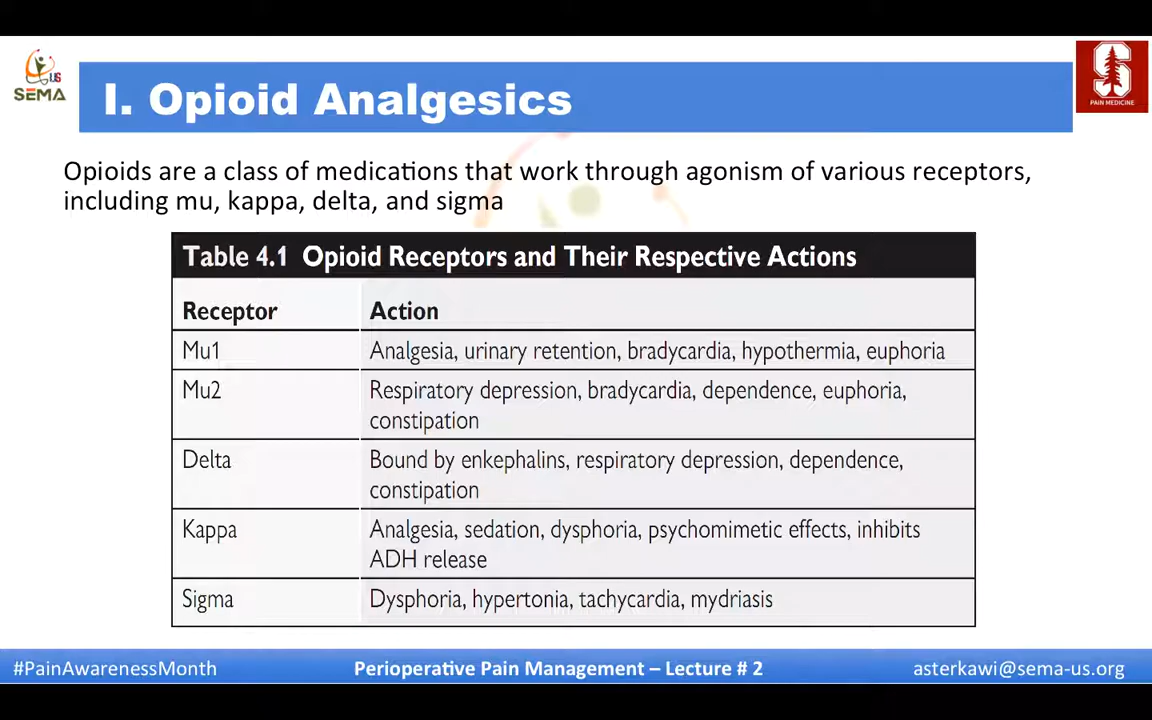 US
SEMA
I. Opioid Analgesics
S
PAIN MEDICINE
Opioids are a class of medications that work through agonism of various receptors,
including mu, kappa, delta, and sigma
Table 4.1 Opioid Receptors and Their Respective Actions
Receptor Action
Mu1 Analgesia, urinary retention, bradycardia, hypothermia, euphoria
Mu2 Respiratory depression, bradycardia, dependence, euphoria,
constipation
Delta Bound by enkephalins, respiratory depression, dependence,
constipation
Kappa Analgesia, sedation, dysphoria, psychomimetic effects, inhibits
ADH release
Sigma Dysphoria, hypertonia, tachycardia, mydriasis
#PainAwarenessMonth Perioperative Pain Management – Lecture # 2 asterkawi@sema-us.org